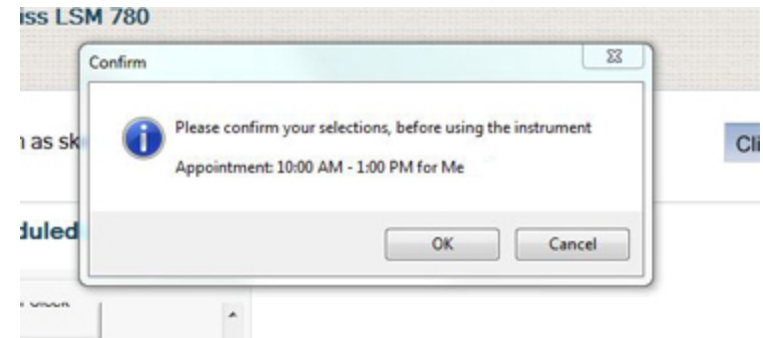 iss LSM 780
Confirm
Please confirm your selections, before using the instrument
Appointment: 10:00 AM - 1:00 PM for Me
as sk
Cli
duled
OK Cancel